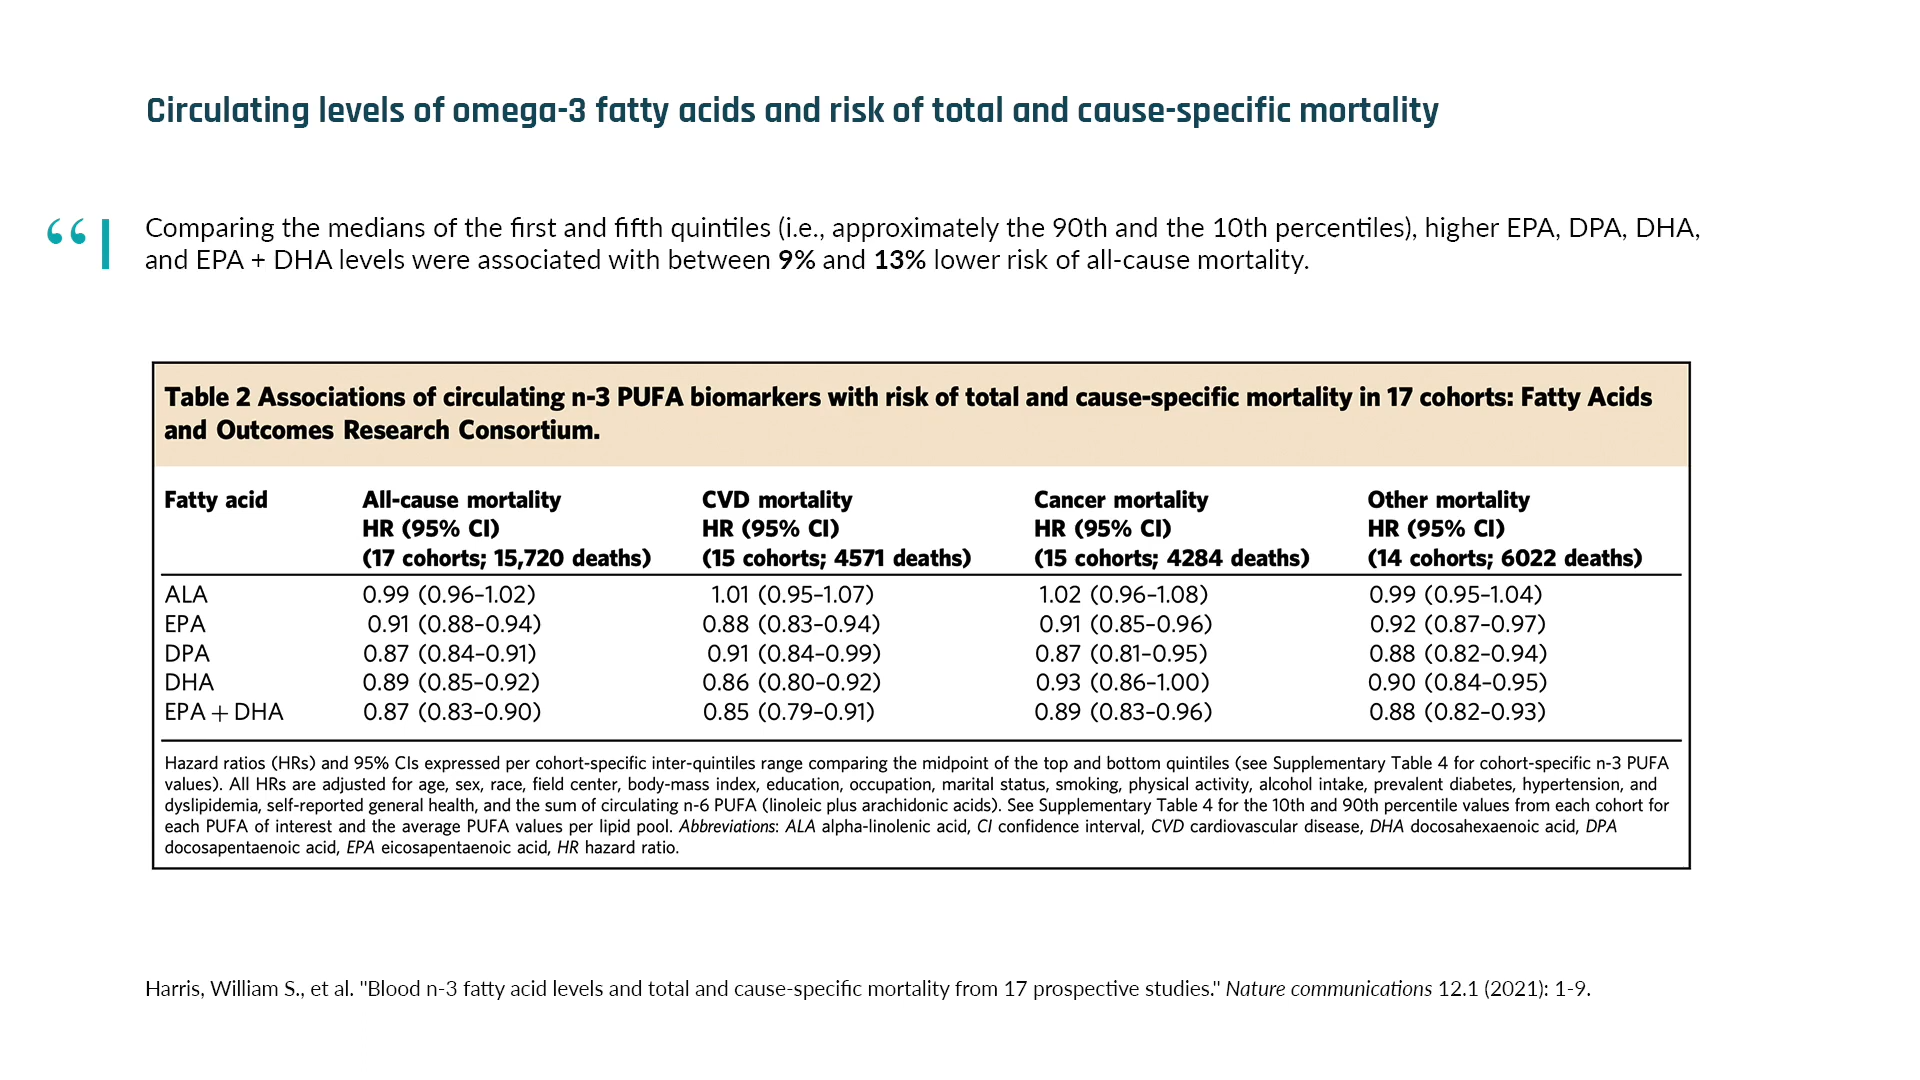 Circulating levels of omega-3 fatty acids and risk of total and cause-specific mortality
“
Comparing the medians of the first and fifth quintiles (i.e., approximately the 90th and the 10th percentiles), higher EPA, DPA, DHA,
and EPA + DHA levels were associated with between 9% and 13% lower risk of all-cause mortality.
Table 2 Associations of circulating n-3 PUFA biomarkers with risk of total and cause-specific mortality in 17 cohorts: Fatty Acids
and Outcomes Research Consortium.
Fatty acid All-cause mortality CVD mortality Cancer mortality Other mortality
HR (95% CI) HR (95% CI) HR (95% CI) HR (95% CI)
(17 cohorts; 15,720 deaths) (15 cohorts; 4571 deaths) (15 cohorts; 4284 deaths) (14 cohorts; 6022 deaths)
ALA 0.99 (0.96–1.02) 1.01 (0.95–1.07) 1.02 (0.96–1.08) 0.99 (0.95–1.04)
EPA 0.91 (0.88–0.94) 0.88 (0.83–0.94) 0.91 (0.85–0.96) 0.92 (0.87–0.97)
DPA 0.87 (0.84–0.91) 0.91 (0.84–0.99) 0.87 (0.81–0.95) 0.88 (0.82–0.94)
DHA 0.89 (0.85–0.92) 0.86 (0.80–0.92) 0.93 (0.86–1.00) 0.90 (0.84–0.95)
EPA + DHA 0.87 (0.83–0.90) 0.85 (0.79–0.91) 0.89 (0.83–0.96) 0.88 (0.82–0.93)
Hazard ratios (HRs) and 95% CIs expressed per cohort-specific inter-quintiles range comparing the midpoint of the top and bottom quintiles (see Supplementary Table 4 for cohort-specific n-3 PUFA
values). All HRs are adjusted for age, sex, race, field center, body-mass index, education, occupation, marital status, smoking, physical activity, alcohol intake, prevalent diabetes, hypertension, and
dyslipidemia, self-reported general health, and the sum of circulating n-6 PUFA (linoleic plus arachidonic acids). See Supplementary Table 4 for the 10th and 90th percentile values from each cohort for
each PUFA of interest and the average PUFA values per lipid pool. Abbreviations: ALA alpha-linolenic acid, CI confidence interval, CVD cardiovascular disease, DHA docosahexaenoic acid, DPA
docosapentaenoic acid, EPA eicosapentaenoic acid, HR hazard ratio.
Harris, William S., et al. "Blood n-3 fatty acid levels and total and cause-specific mortality from 17 prospective studies." Nature communications 12.1 (2021): 1-9.